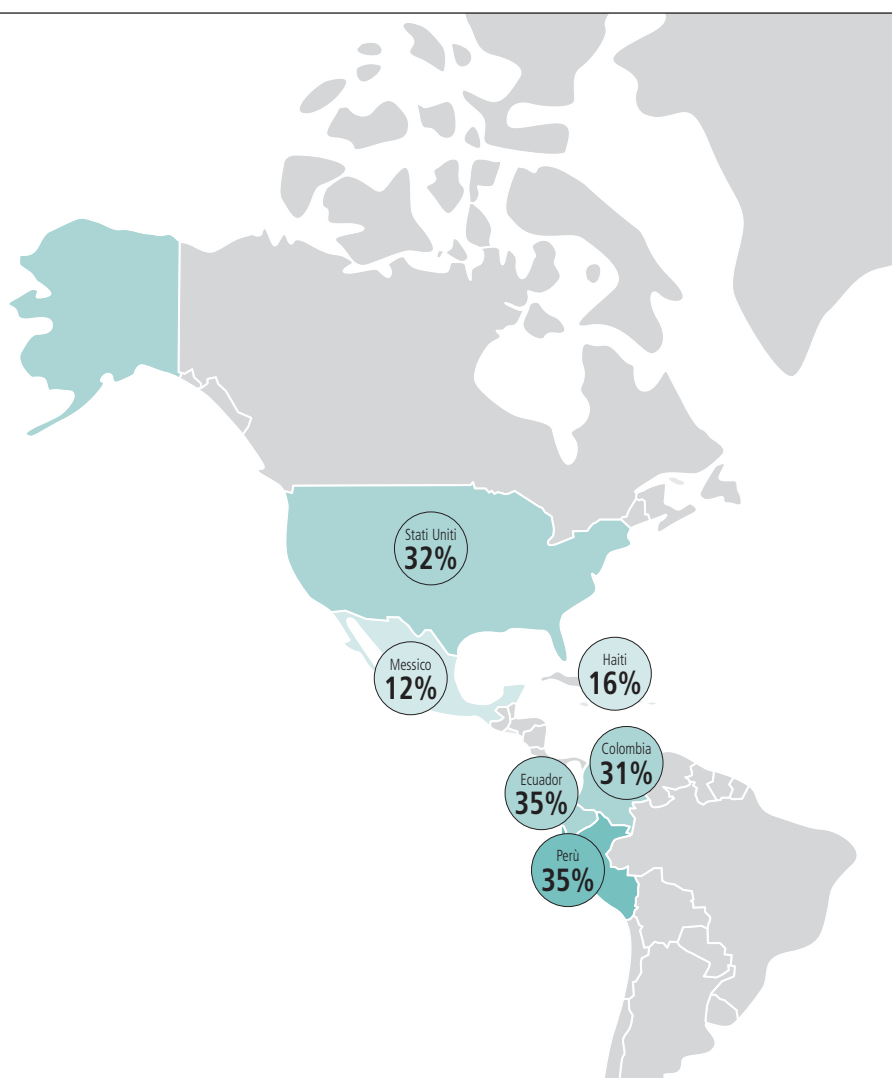 Stati Uniti
32%
Messico
12%
Haiti
16%
Colombia
31%
Ecuador
35%
Perù
35%